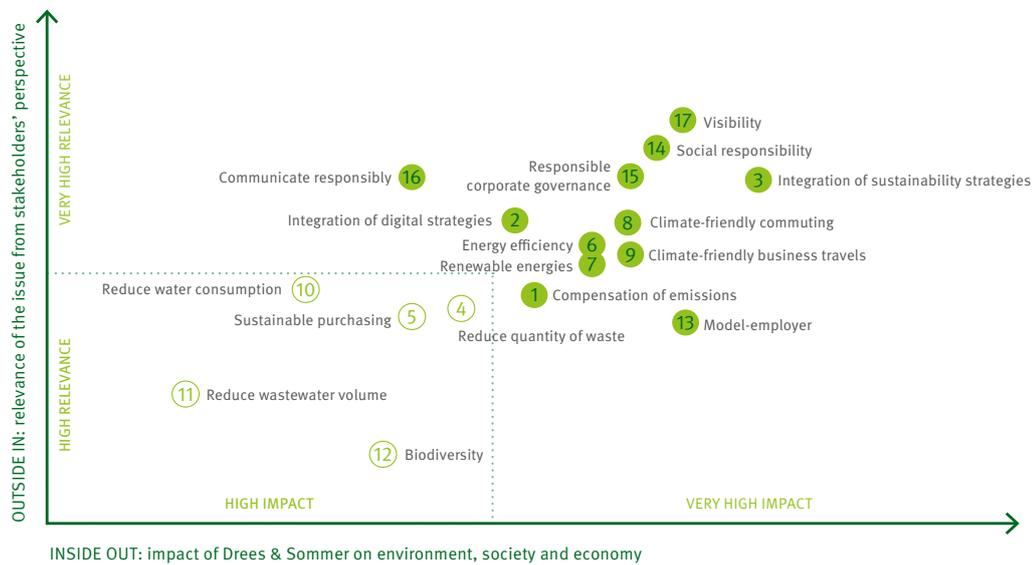 OUTSIDE IN: relevance of the issue from stakeholders' perspective
VERY HIGH RELEVANCE
HIGH RELEVANCE
17 Visibility
14 Social responsibility
Responsible
corporate governance 15
Communicate responsibly 16
3 Integration of sustainability strategies
Integration of digital strategies 2
8 Climate-friendly commuting
Energy efficiency 6
9 Climate-friendly business travels
Renewable energies 7
Reduce water consumption 10
1 Compensation of emissions
Sustainable purchasing 5
4
Reduce quantity of waste
13 Model-employer
11 Reduce wastewater volume
12 Biodiversity
HIGH IMPACT
VERY HIGH IMPACT
INSIDE OUT: impact of Drees & Sommer on environment, society and economy